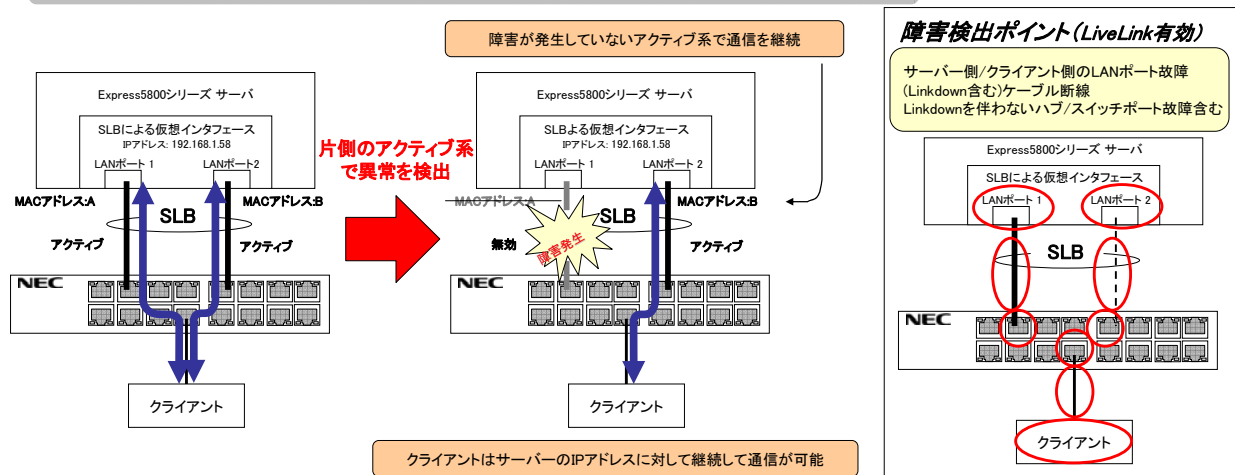 障害が発生していないアクティブ系で通信を継続
Express5800シリーズ サーバ
SLBによる仮想インタフェース
IPアドレス: 192.168.1.58
LANポート 1
LANポート2
MACアドレス:A
MACアドレス:B
SLB
アクティブ
アクティブ
NEC
クライアント
片側のアクティブ系
で異常を検出
Express5800シリーズ サーバ
SLBよる仮想インタフェース
IPアドレス: 192.168.1.58
LANポート 1
LANポート 2
MACアドレス:A
MACアドレス:B
SLB
無効
障害発生
アクティブ
NEC
クライアント
クライアントはサーバーのIPアドレスに対して継続して通信が可能
障害検出ポイント(LiveLink有効)
サーバー側/クライアント側のLANポート故障
(Linkdown含む)ケーブル断線
Linkdownを伴わないハブ/スイッチポート故障含む
Express5800シリーズ サーバ
SLBによる仮想インタフェース
LANポート 1
LANポート 2
SLB
NEC
クライアント